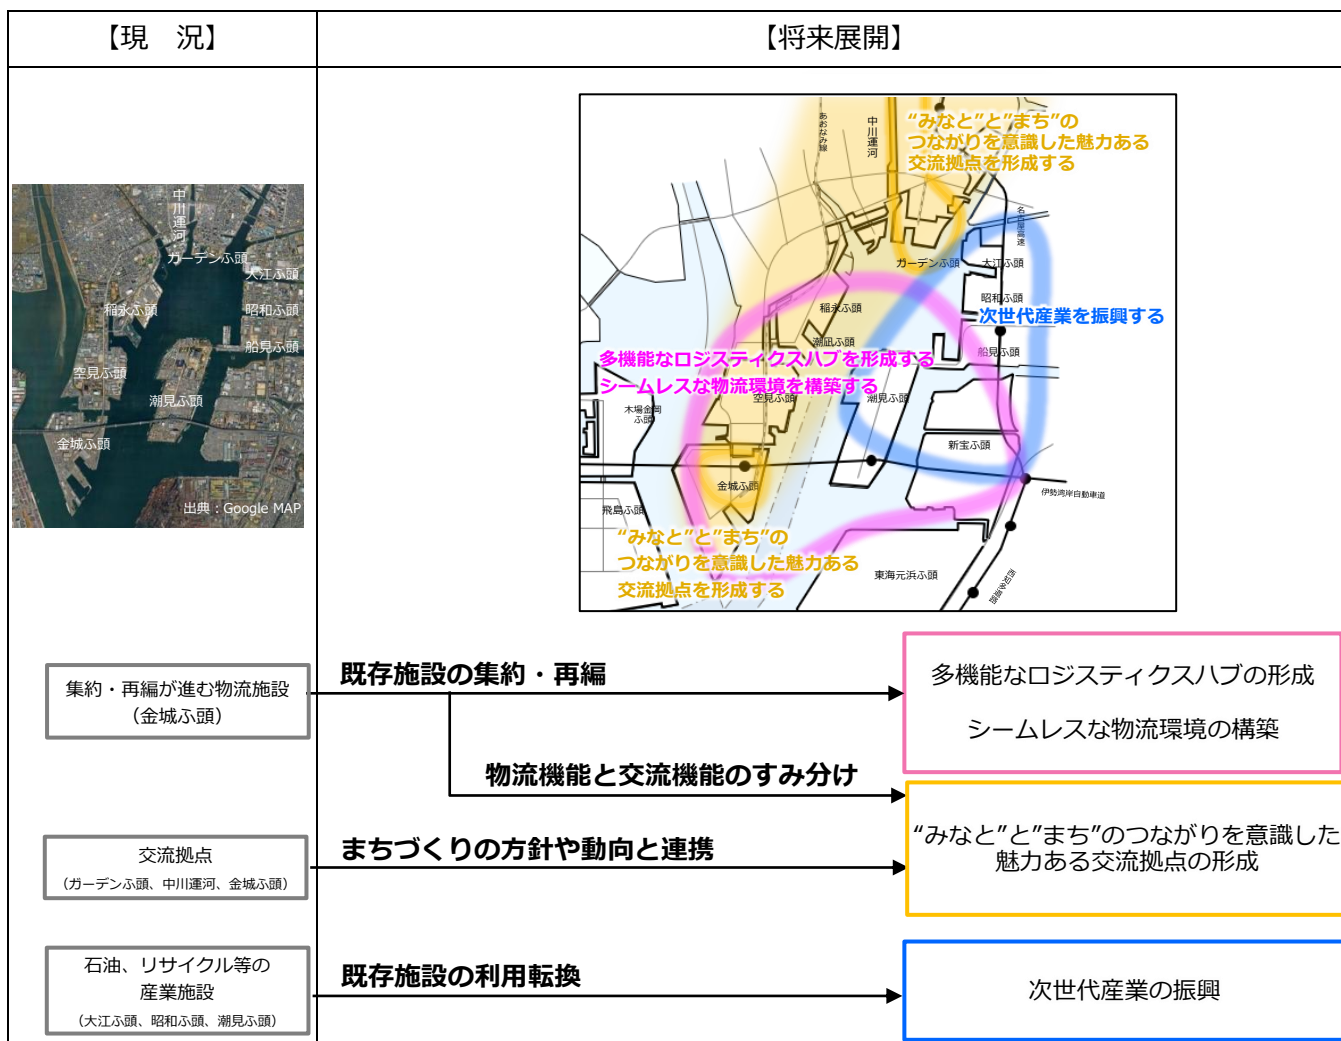 【現　況】
【将来展開】
中川運河
ガーデンふ頭
大江ふ頭
稲永ふ頭
昭和ふ頭
船見ふ頭
空見ふ頭
潮見ふ頭
金城ふ頭
出典：Google MAP
あおなみ線
中川運河
“みなと”と”まち”の
つながりを意識した魅力ある
交流拠点を形成する
名古屋高速
ガーデンふ頭
大江ふ頭
稲永ふ頭
昭和ふ頭
次世代産業を振興する
潮凪ふ頭
船見ふ頭
多機能なロジスティクスハブを形成する
シームレスな物流環境を構築する
空見ふ頭
潮見ふ頭
木場金岡
ふ頭
新宝ふ頭
金城ふ頭
伊勢湾岸自動車道
飛島ふ頭
“みなと”と”まち”の
つながりを意識した魅力ある
交流拠点を形成する
東海元浜ふ頭
西知多道路
集約・再編が進む物流施設
（金城ふ頭）
既存施設の集約・再編
多機能なロジスティクスハブの形成
シームレスな物流環境の構築
物流機能と交流機能のすみ分け
交流拠点
（ガーデンふ頭、中川運河、金城ふ頭）
まちづくりの方針や動向と連携
“みなと”と”まち”のつながりを意識した
魅力ある交流拠点の形成
石油、リサイクル等の
産業施設
（大江ふ頭、昭和ふ頭、潮見ふ頭）
既存施設の利用転換
次世代産業の振興